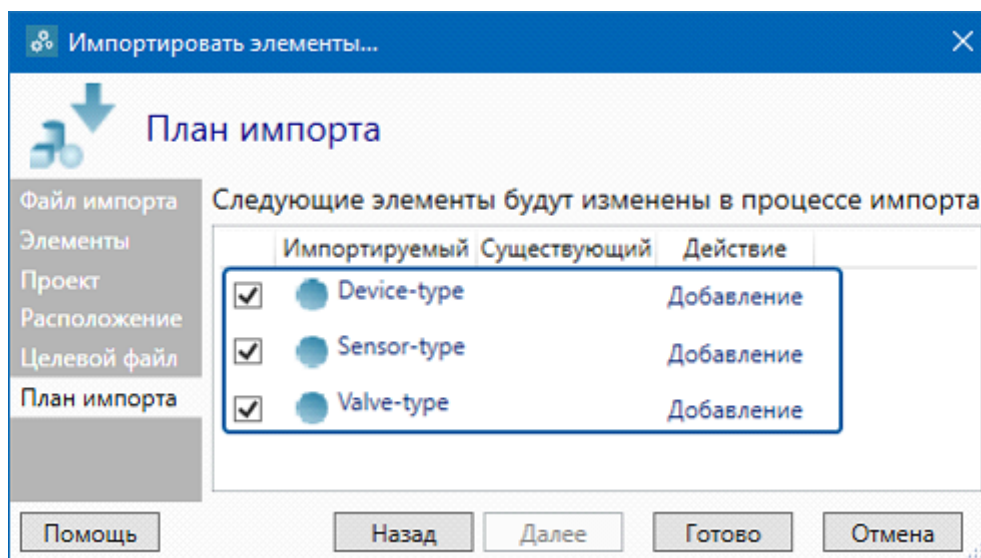 Импортировать элементы...
План импорта
Файл импорта
Элементы
Проект
Расположение
Целевой файл
План импорта
Следующие элементы будут изменены в процессе импорта
Импортируемый Существующий Действие
Device-type Добавление
Sensor-type Добавление
Valve-type Добавление
Помощь Назад Далее Готово Отмена